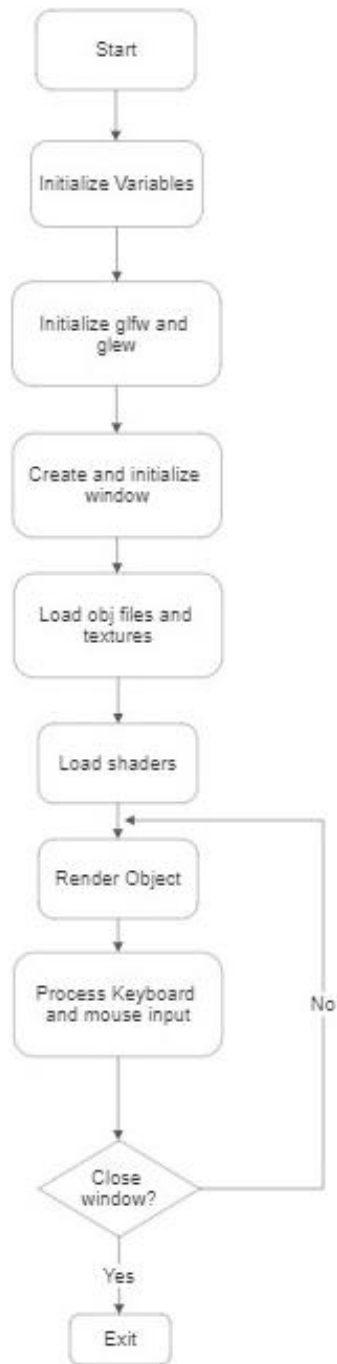 Start
Initialize Variables
Initialize glfw and
glew
Create and initialize
window
Load obj files and
textures
Load shaders
Render Object
Process Keyboard
and mouse input
No
Close
window?
Yes
Exit